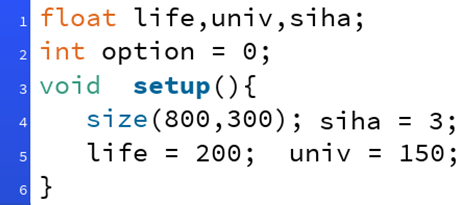 1 float life,univ,siha;
2 int option = 0;
3 void  setup(){
4    size(800,300); siha = 3;
5    life = 200;  univ = 150;
6 }